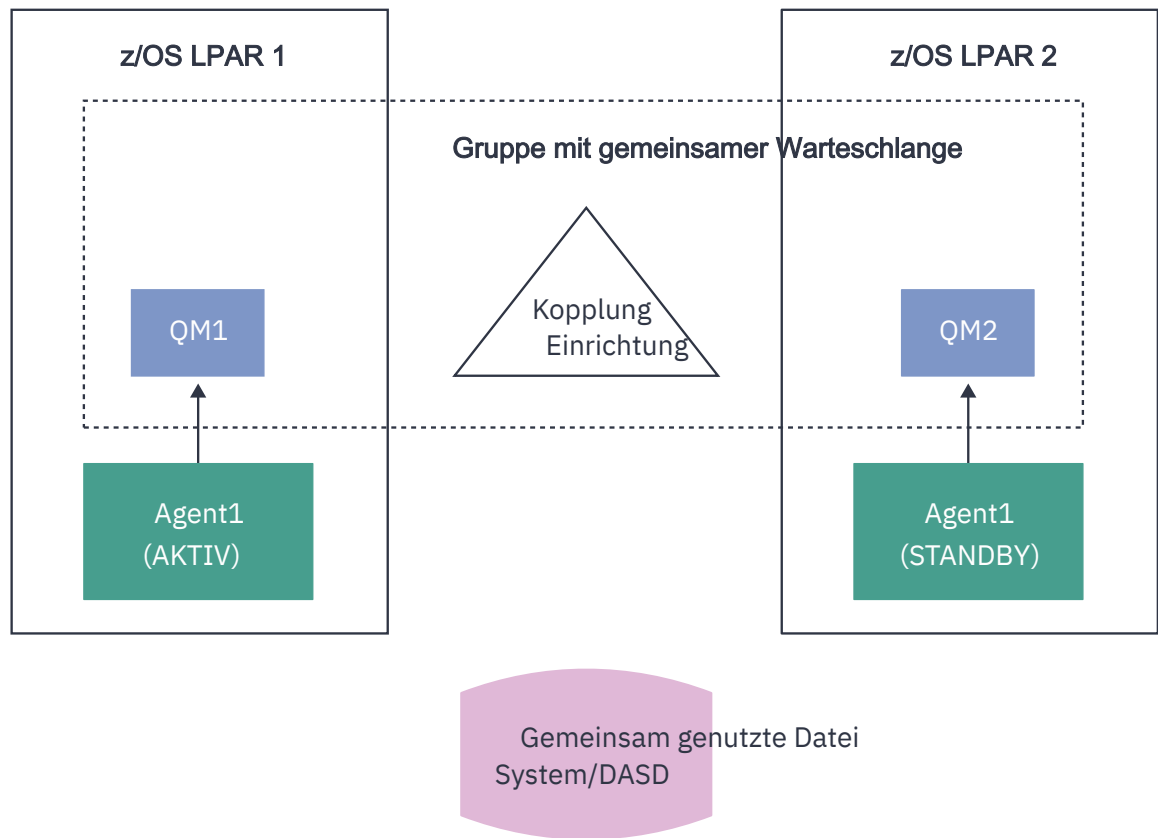 z/OS LPAR 1
z/OS LPAR 2
Gruppe mit gemeinsamer Warteschlange
Kopplung
Einrichtung
QM1
QM2
Agent1
(AKTIV)
Agent1
(STANDBY)
Gemeinsam genutzte Datei
System/DASD